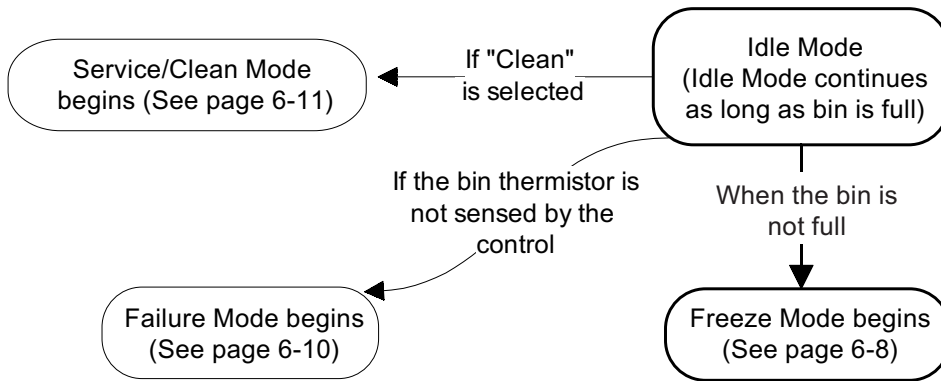 Service/Clean Mode
begins (See page 6-11)
If "Clean"
is selected
Idle Mode
(Idle Mode continues
as long as bin is full)
If the bin thermistor is
not sensed by the
control
When the bin is
not full
Failure Mode begins
(See page 6-10)
Freeze Mode begins
(See page 6-8)